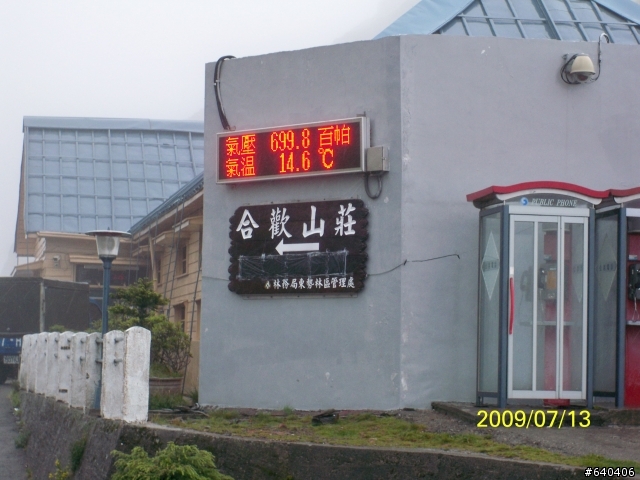 氣壓 699.8 百帕
氣溫 14.6 ℃
合歡山莊
林務局東勢林區管理處
PUBLIC PHONE
2009/07/13
#640406